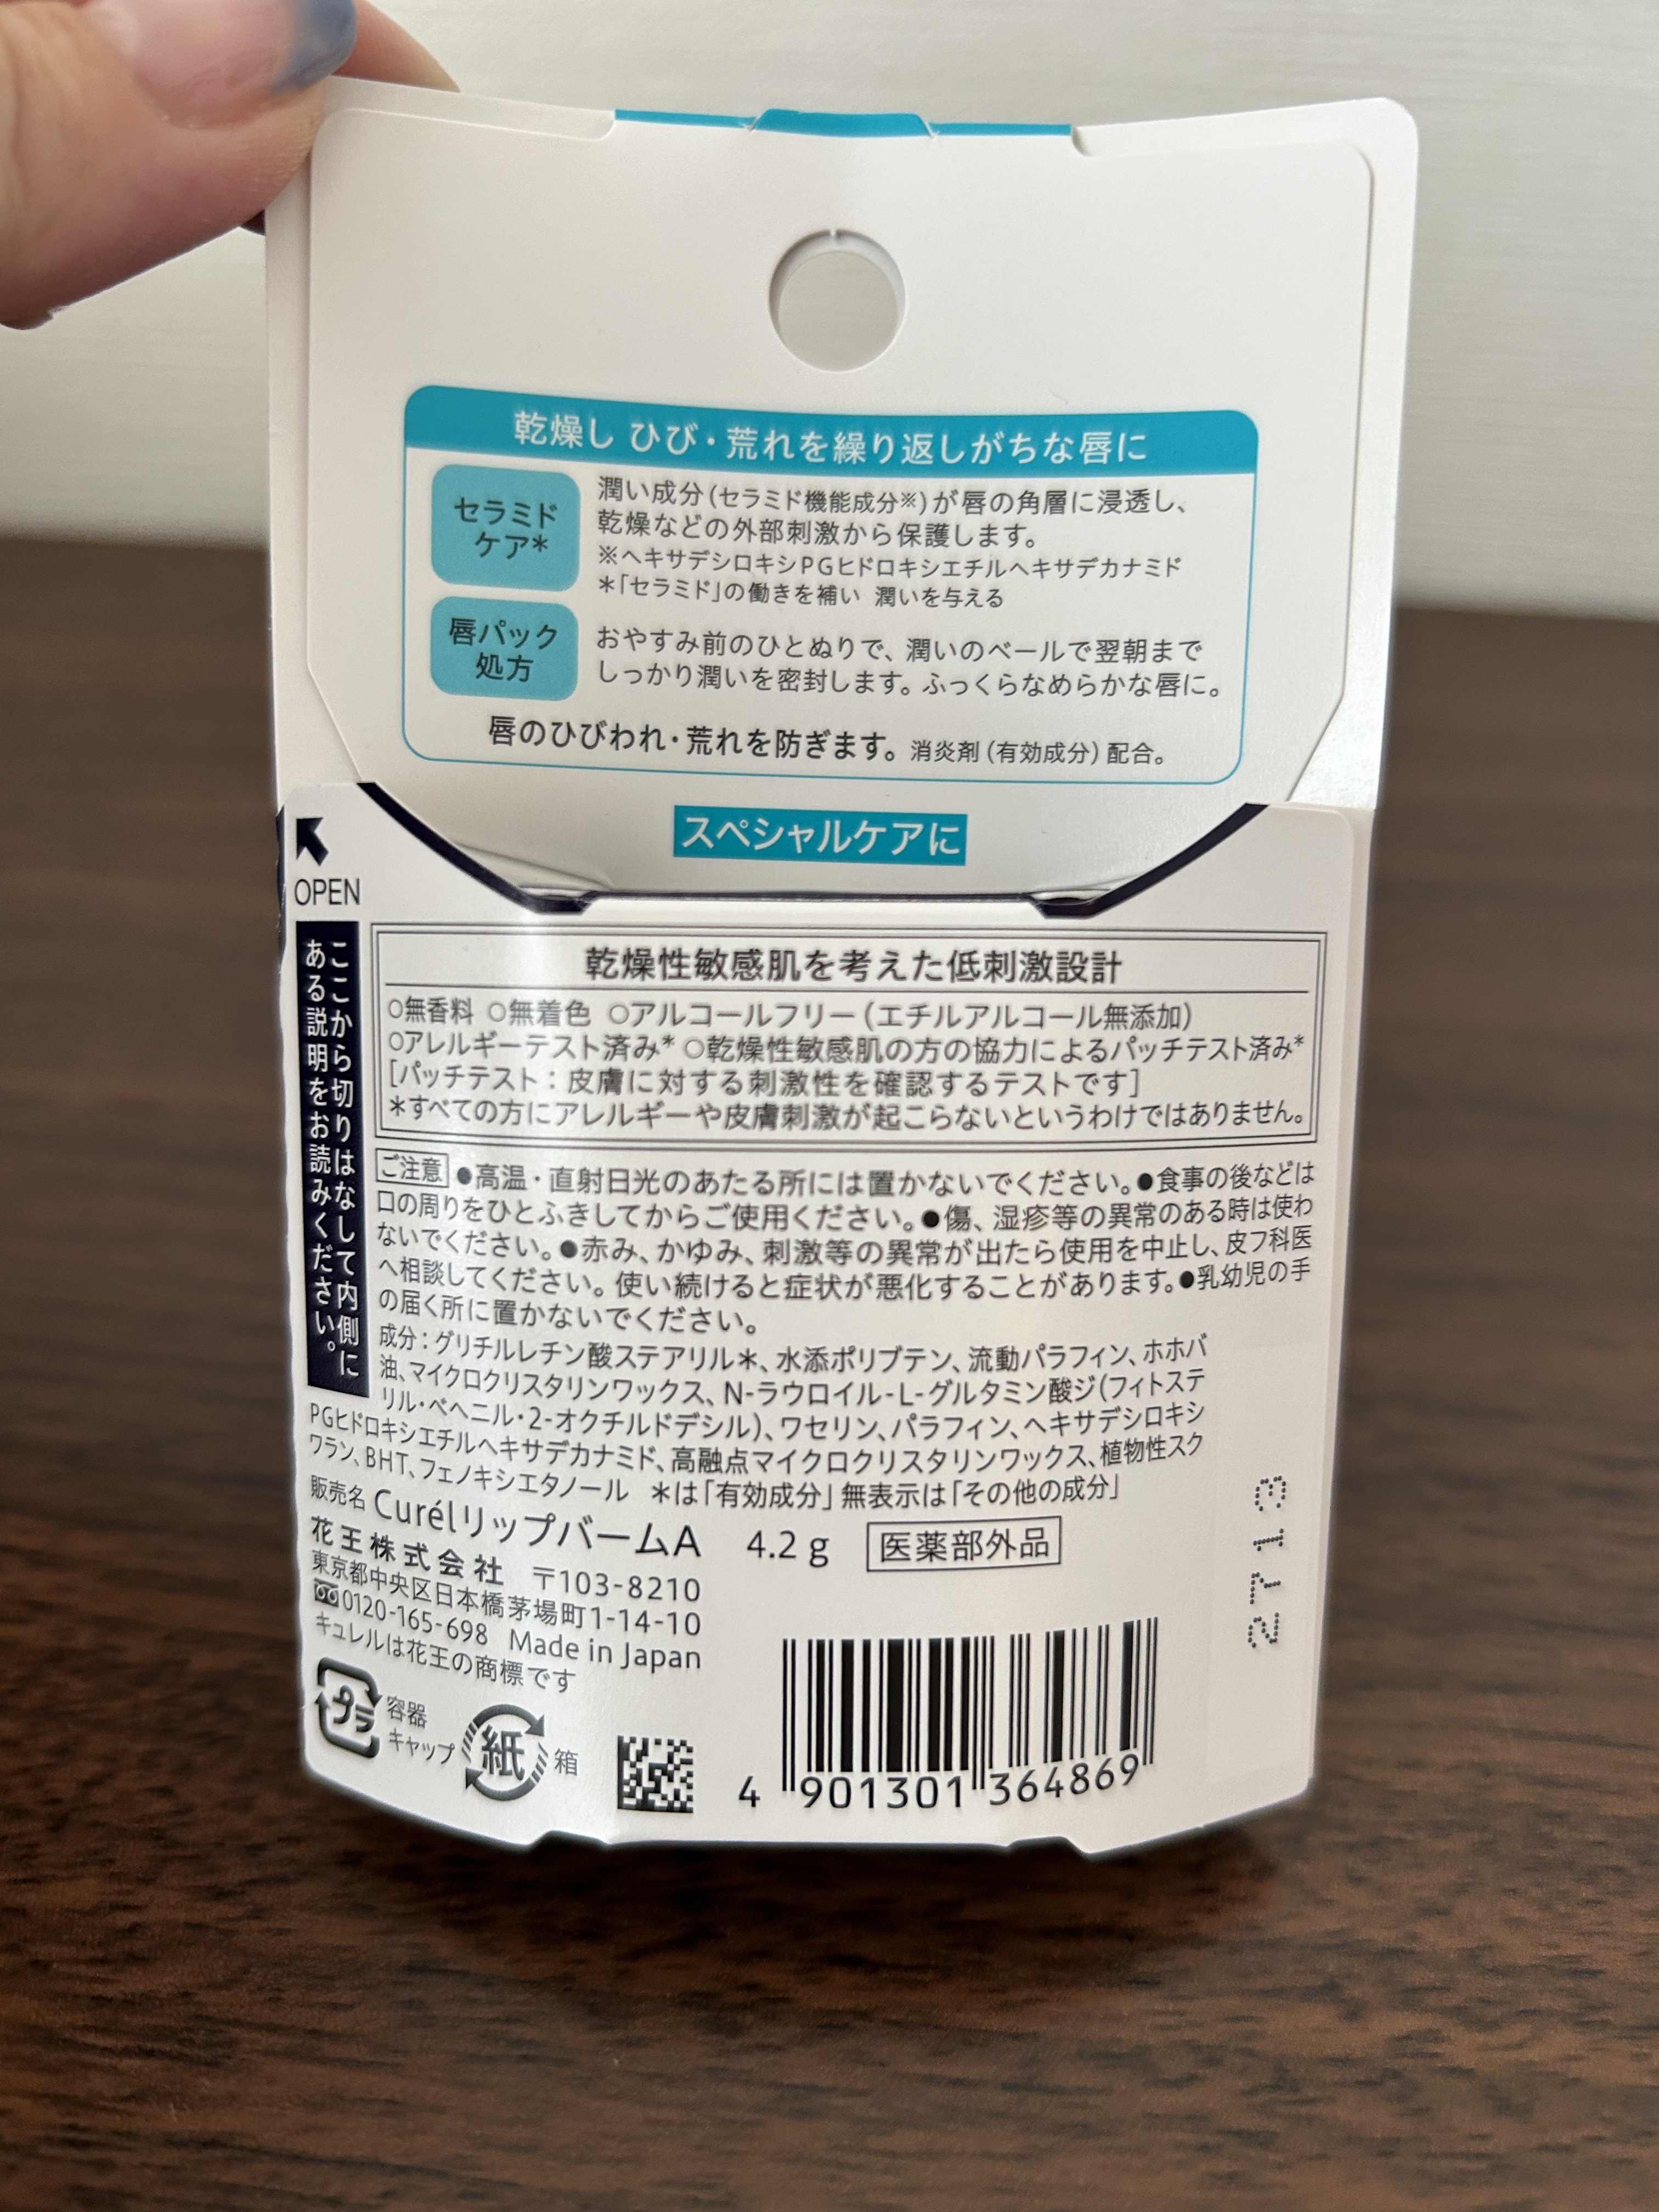 乾燥し ひび・荒れを繰り返しがちな唇に
セラミド
ケア*
潤い成分(セラミド機能成分※)が唇の角層に浸透し、
乾燥などの外部刺激から保護します。
※ヘキサデシロキシPGヒドロキシエチルヘキサデカナミド
*「セラミド」の働きを補い 潤いを与える
唇パック
処方
おやすみ前のひとぬりで、潤いのベールで翌朝まで
しっかり潤いを密封します。ふっくらなめらかな唇に。
唇のひびわれ・荒れを防ぎます。消炎剤(有効成分)配合。
スペシャルケアに
OPEN
ここから切りはなして内側に
ある説明をお読みください。
乾燥性敏感肌を考えた低刺激設計
○無香料 ○無着色 ○アルコールフリー(エチルアルコール無添加)
○アレルギーテスト済み* ○乾燥性敏感肌の方の協力によるパッチテスト済み*
[パッチテスト:皮膚に対する刺激性を確認するテストです]
*すべての方にアレルギーや皮膚刺激が起こらないというわけではありません。
ご注意 ●高温・直射日光のあたる所には置かないでください。●食事の後などは
口の周りをひとふきしてからご使用ください。●傷、湿疹等の異常のある時は使わ
ないでください。●赤み、かゆみ、刺激等の異常が出たら使用を中止し、皮フ科医
へ相談してください。使い続けると症状が悪化することがあります。●乳幼児の手
の届く所に置かないでください。
成分:グリチルレチン酸ステアリル*、水添ポリブテン、流動パラフィン、ホホバ
油、マイクロクリスタリンワックス、N-ラウロイル-L-グルタミン酸ジ(フィトステ
リル・ベヘニル・2-オクチルドデシル)、ワセリン、パラフィン、ヘキサデシロキシ
PGヒドロキシエチルヘキサデカナミド、高融点マイクロクリスタリンワックス、植物性スク
ワラン、BHT、フェノキシエタノール *は「有効成分」無表示は「その他の成分」
販売名 Curélリップバームa 4.2 g 医薬部外品
花王株式会社 〒103-8210
東京都中央区日本橋茅場町1-14-10
0120-165-698 Made in Japan
キュレルは花王の商標です
プラ
容器
キャップ
紙
箱
4 901301 364869
2713